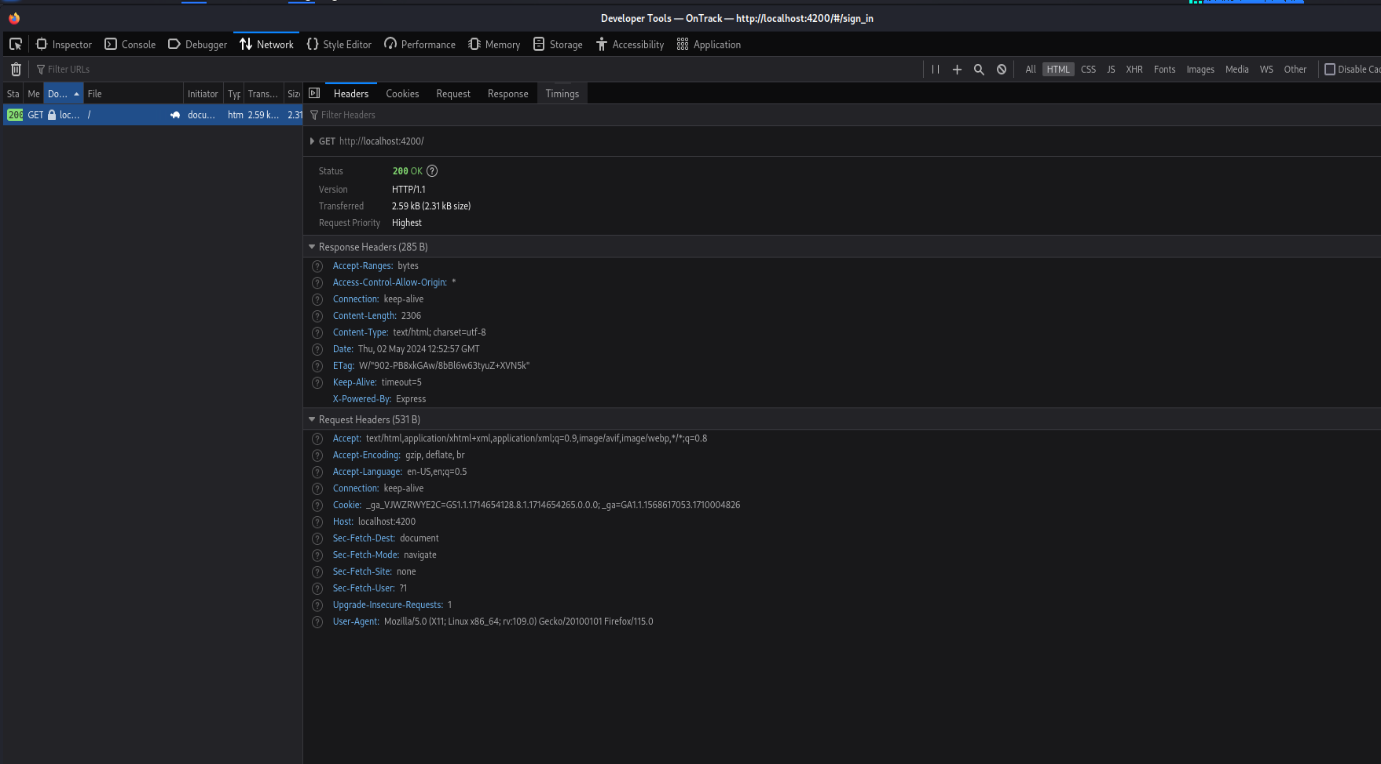 Developer Tools — OnTrack — http://localhost:4200/#/sign_in
Inspector Console Debugger Network Style Editor Performance Memory Storage Accessibility Application
Filter URLs All HTML CSS JS XHR Fonts Images Media WS Other Disable Cac
Sta Me Do... File Initiator Typ Trans... Size Headers Cookies Request Response Timings
200 GET loc... / docu... htm 2.59 k... 2.31
Filter Headers
GET http://localhost:4200/
Status 200 OK
Version HTTP/1.1
Transferred 2.59 kB (2.31 kB size)
Request Priority Highest
Response Headers (285 B)
Accept-Ranges: bytes
Access-Control-Allow-Origin: *
Connection: keep-alive
Content-Length: 2306
Content-Type: text/html; charset=utf-8
Date: Thu, 02 May 2024 12:52:57 GMT
ETag: W/"902-PB8xkGAw/8bBl6w63tyuZ+XVN5k"
Keep-Alive: timeout=5
X-Powered-By: Express
Request Headers (531 B)
Accept: text/html,application/xhtml+xml,application/xml;q=0.9,image/avif,image/webp,*/*;q=0.8
Accept-Encoding: gzip, deflate, br
Accept-Language: en-US,en;q=0.5
Connection: keep-alive
Cookie: _ga_VJWZRWYE2C=GS1.1.1714654128.8.1.1714654265.0.0.0; _ga=GA1.1.1568617053.1710004826
Host: localhost:4200
Sec-Fetch-Dest: document
Sec-Fetch-Mode: navigate
Sec-Fetch-Site: none
Sec-Fetch-User: ?1
Upgrade-Insecure-Requests: 1
User-Agent: Mozilla/5.0 (X11; Linux x86_64; rv:109.0) Gecko/20100101 Firefox/115.0